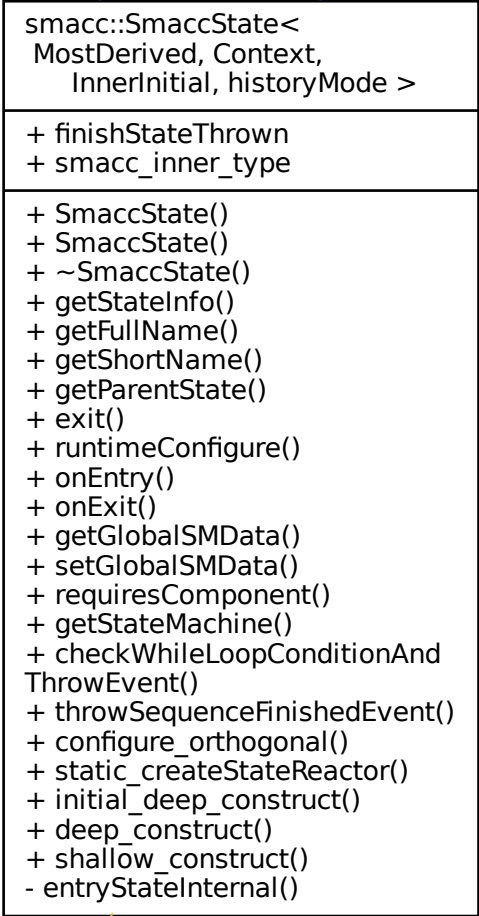 smacc::SmaccState<
MostDerived, Context,
InnerInitial, historyMode >
+ finishStateThrown
+ smacc_inner_type
+ SmaccState()
+ SmaccState()
+ ~SmaccState()
+ getStateInfo()
+ getFullName()
+ getShortName()
+ getParentState()
+ exit()
+ runtimeConfigure()
+ onEntry()
+ onExit()
+ getGlobalSMData()
+ setGlobalSMData()
+ requiresComponent()
+ getStateMachine()
+ checkWhileLoopConditionAnd
ThrowEvent()
+ throwSequenceFinishedEvent()
+ configure_orthogonal()
+ static_createStateReactor()
+ initial_deep_construct()
+ deep_construct()
+ shallow_construct()
- entryStateInternal()